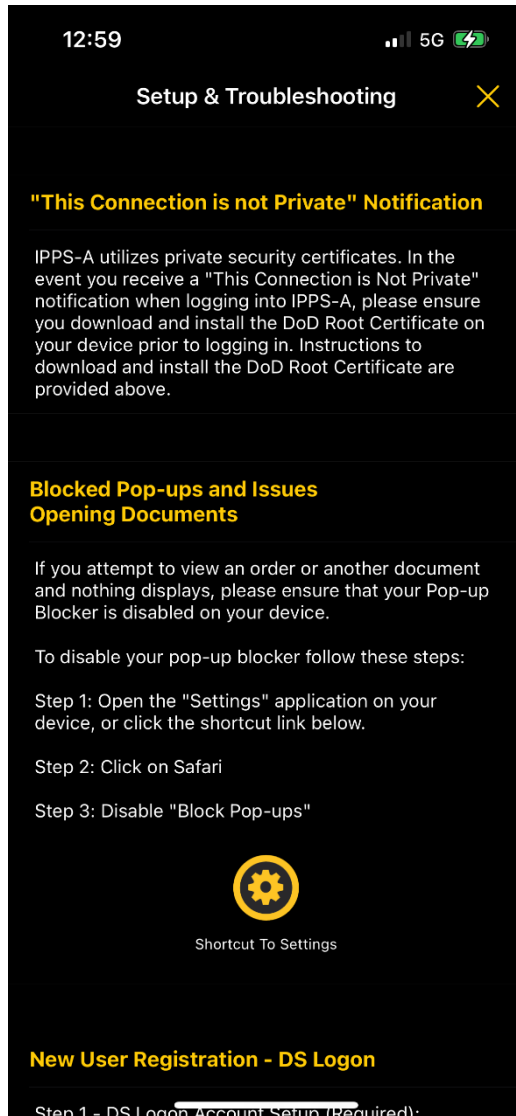 12:59
5G
Setup & Troubleshooting
"This Connection is not Private" Notification
IPPS-A utilizes private security certificates. In the
event you receive a "This Connection is Not Private"
notification when logging into IPPS-A, please ensure
you download and install the DoD Root Certificate on
your device prior to logging in. Instructions to
download and install the DoD Root Certificate are
provided above.
Blocked Pop-ups and Issues
Opening Documents
If you attempt to view an order or another document
and nothing displays, please ensure that your Pop-up
Blocker is disabled on your device.
To disable your pop-up blocker follow these steps:
Step 1: Open the "Settings" application on your
device, or click the shortcut link below.
Step 2: Click on Safari
Step 3: Disable "Block Pop-ups"
Shortcut To Settings
New User Registration - DS Logon
Step 1 - DS Logon Account Setup (Required):